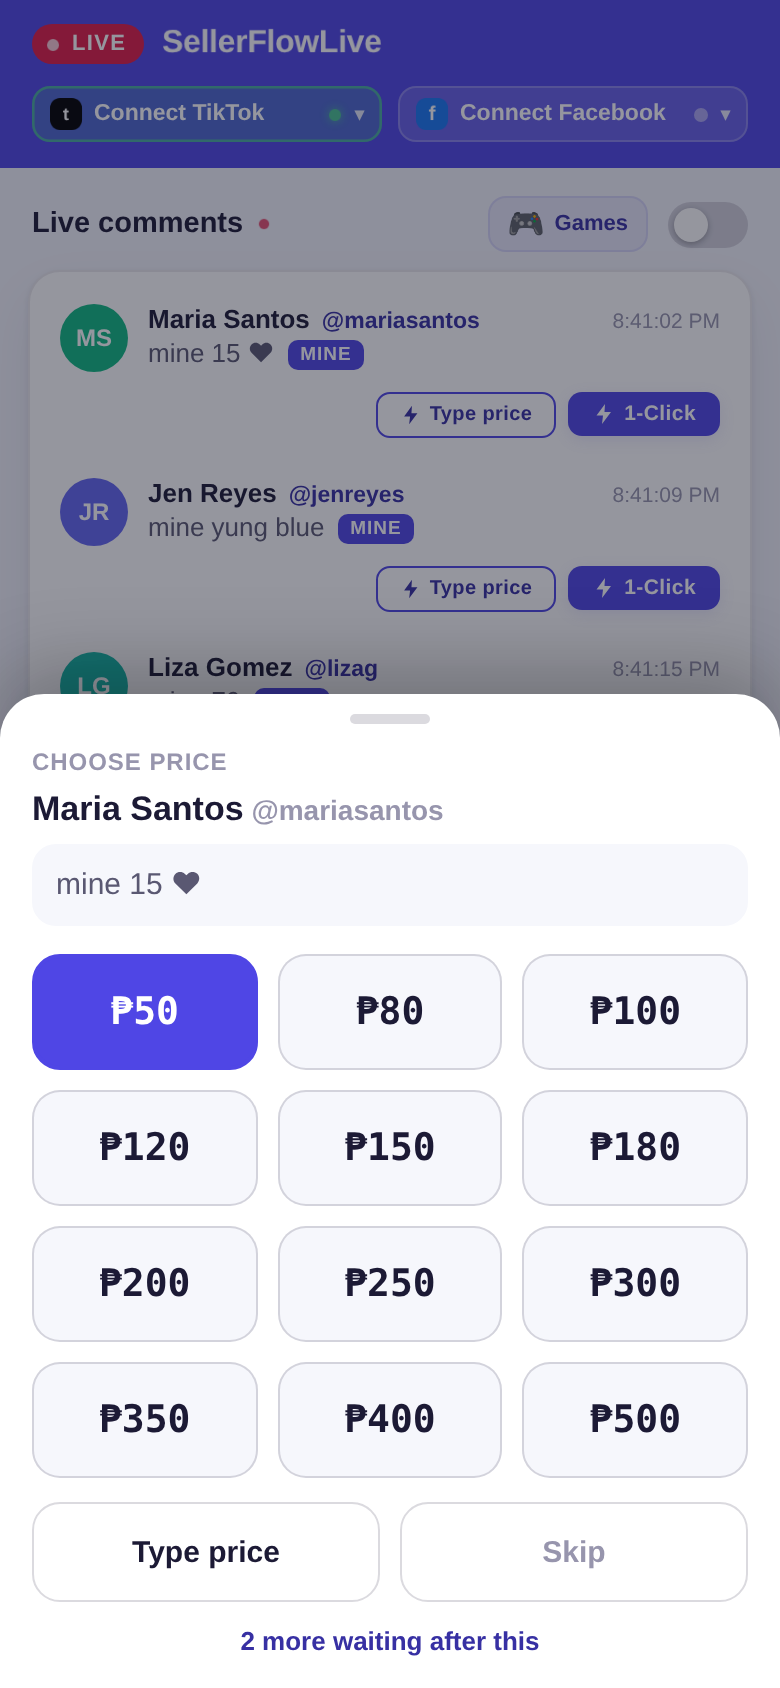 LIVE SellerFlowLive
t Connect TikTok ▼ f Connect Facebook ▼
Live comments 🎮 Games
MS Maria Santos @mariasantos 8:41:02 PM
mine 15 ♥ MINE
Type price 1-Click
JR Jen Reyes @jenreyes 8:41:09 PM
mine yung blue MINE
Type price 1-Click
LG Liza Gomez @lizag 8:41:15 PM
CHOOSE PRICE
Maria Santos @mariasantos
mine 15 ♥
₱50 ₱80 ₱100
₱120 ₱150 ₱180
₱200 ₱250 ₱300
₱350 ₱400 ₱500
Type price Skip
2 more waiting after this